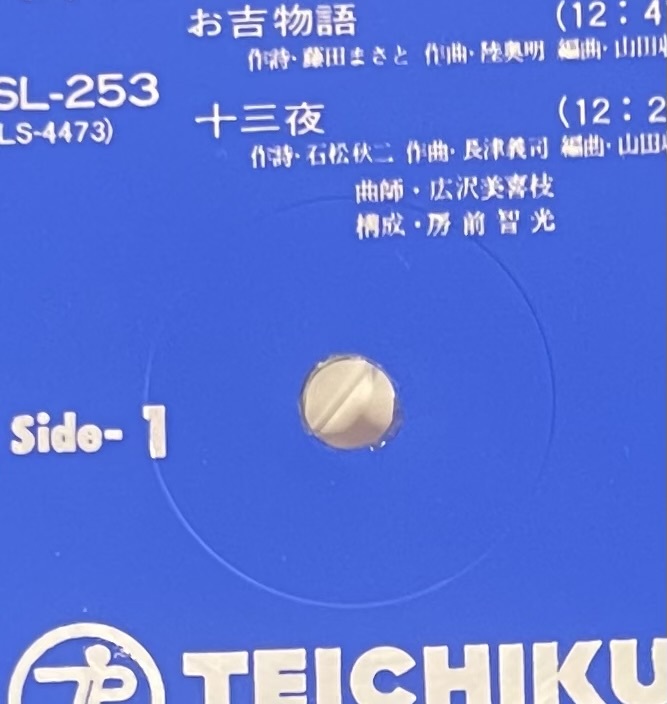 お吉物語 (12:4
作詩・藤田まさと 作曲・陸奥明 編曲・山田
SL-253
LS-4473)
十三夜 (12:2
作詩・石松秋二 作曲・長津義司 編曲・山田
曲師・広沢美喜枝
構成・房前智光
Side-1
TEICHIKU